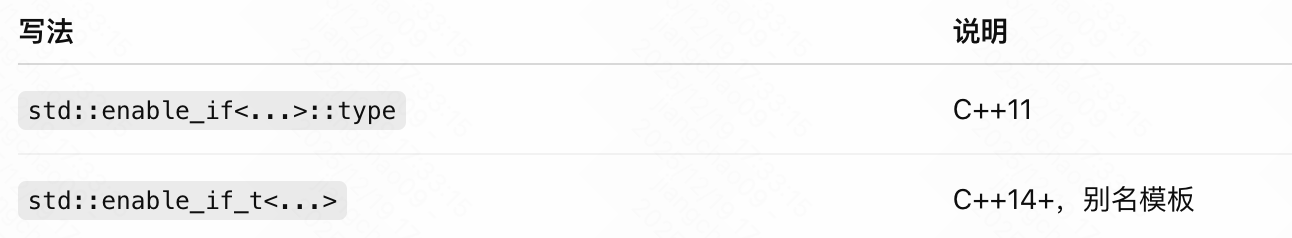 写法 说明
std::enable_if<...>::type C++11
std::enable_if_t<...> C++14+，别名模板